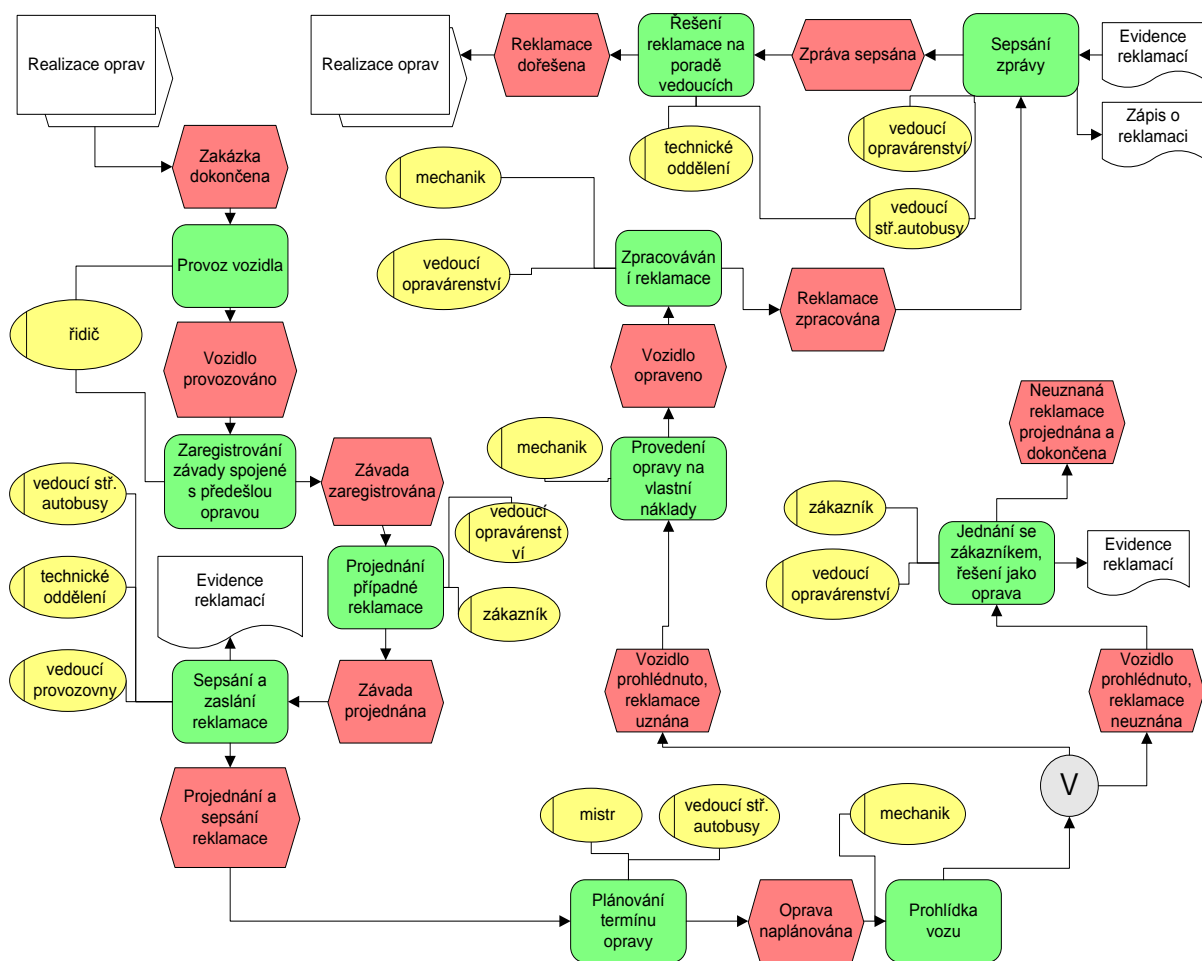 Realizace oprav
Realizace oprav
Reklamace
dořešena
Řešení
reklamace na
poradě
vedoucích
Zpráva sepsána
Sepsání
zprávy
Evidence
reklamací
Zápis o
reklamaci
Zakázka
dokončena
mechanik
technické
oddělení
vedoucí
opravárenství
vedoucí
stř.autobusy
Provoz vozidla
vedoucí
opravárenství
Zpracováván
í reklamace
Reklamace
zpracována
řidič
Vozidlo
provozováno
Vozidlo
opraveno
Neuznaná
reklamace
projednána a
dokončena
Zaregistrování
závady spojené
s předešlou
opravou
Závada
zaregistrována
mechanik
Provedení
opravy na
vlastní
náklady
vedoucí stř.
autobusy
vedoucí
opravárenst
ví
zákazník
Jednání se
zákazníkem,
řešení jako
oprava
Evidence
reklamací
technické
oddělení
Evidence
reklamací
Projednání
případné
reklamace
zákazník
vedoucí
opravárenství
vedoucí
provozovny
Sepsání a
zaslání
reklamace
Závada
projednána
Vozidlo
prohlédnuto,
reklamace
uznána
Vozidlo
prohlédnuto,
reklamace
neuznána
Projednání a
sepsání
reklamace
V
mistr
vedoucí stř.
autobusy
mechanik
Plánování
termínu
opravy
Oprava
naplánována
Prohlídka
vozu